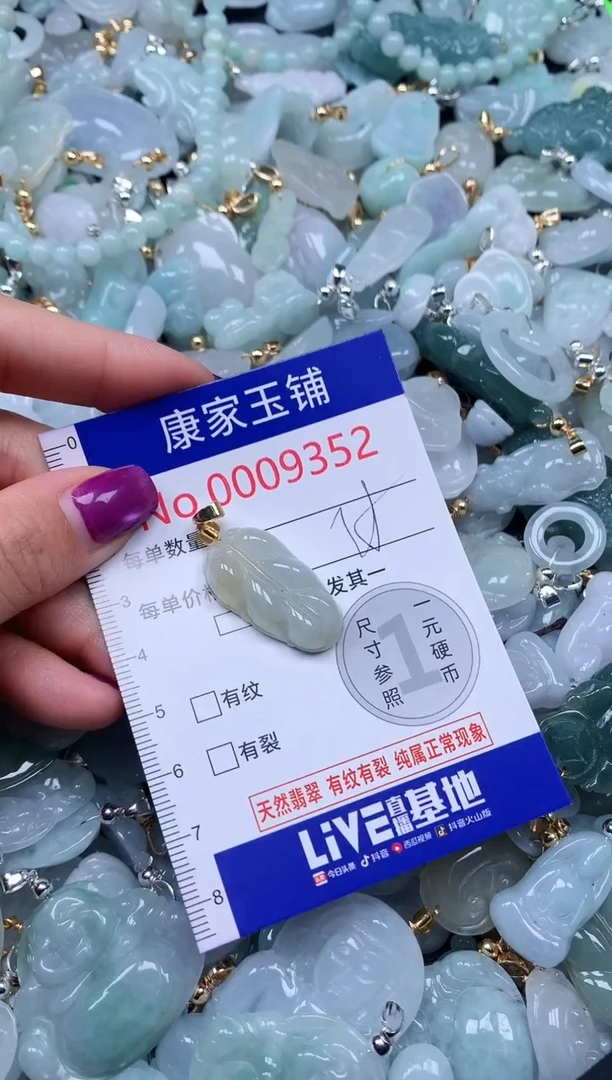 康家玉铺
No 0009352
每单数量
每单价格
发其一
尺寸参照
一元硬币
1
有纹
有裂
天然翡翠 有纹有裂 纯属正常现象
LiVE直播基地
头条 今日头条 抖音 西瓜视频 抖音火山版
0
3
4
5
6
7
8